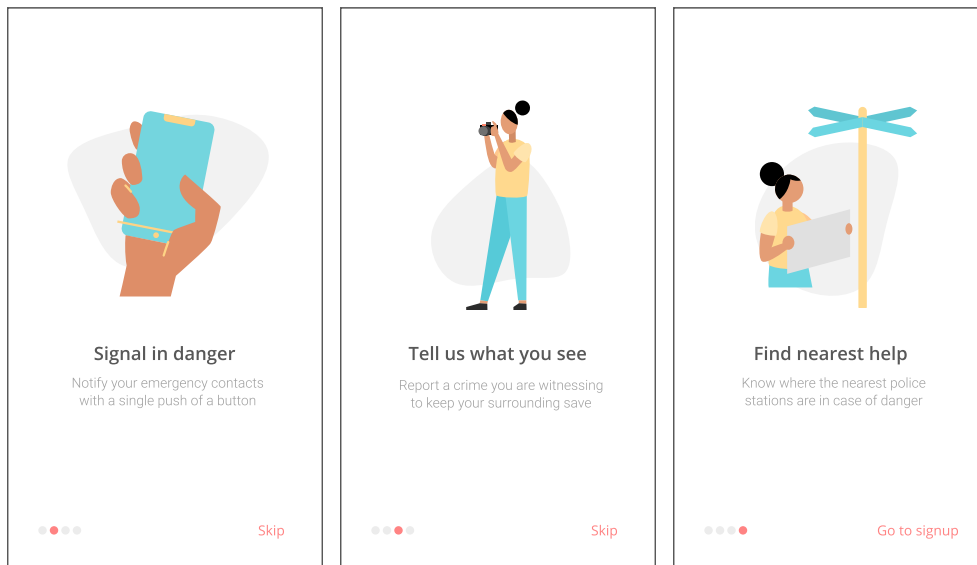 Signal in danger
Notify your emergency contacts
with a single push of a button
Skip
Tell us what you see
Report a crime you are witnessing
to keep your surrounding save
Skip
Find nearest help
Know where the nearest police
stations are in case of danger
Go to signup